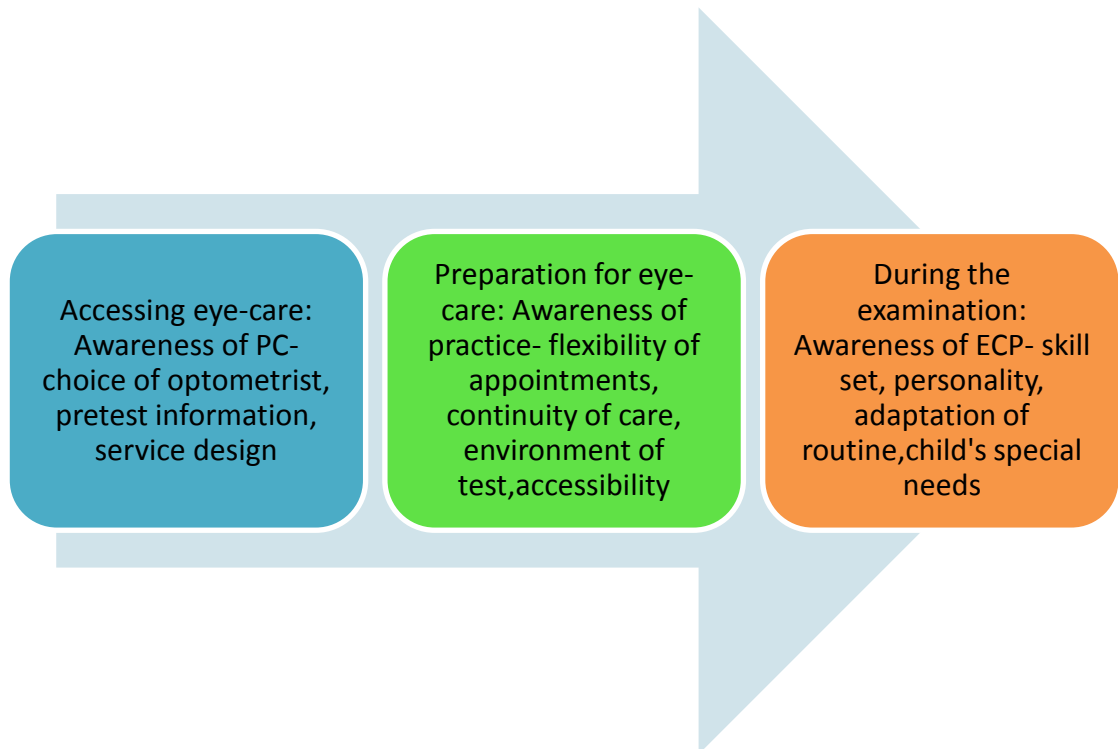 Accessing eye-care:
Awareness of PC-
choice of optometrist,
pretest information,
service design
Preparation for eye-
care: Awareness of
practice- flexibility of
appointments,
continuity of care,
environment of
test,accessibility
During the
examination:
Awareness of ECP- skill
set, personality,
adaptation of
routine,child's special
needs